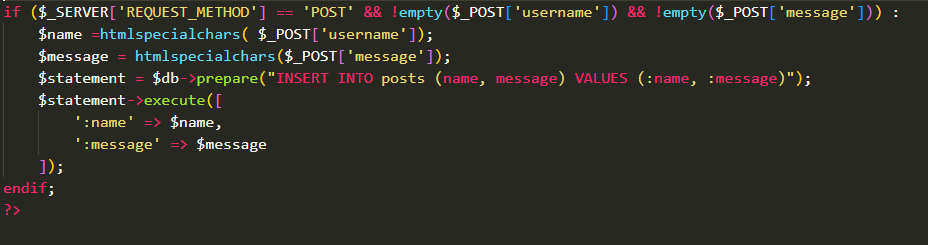 if ($_SERVER['REQUEST_METHOD'] == 'POST' && !empty($_POST['username']) && !empty($_POST['message'])) :
    $name =htmlspecialchars( $_POST['username']);
    $message = htmlspecialchars($_POST['message']);
    $statement = $db->prepare("INSERT INTO posts (name, message) VALUES (:name, :message)");
    $statement->execute([
        ':name' => $name,
        ':message' => $message
    ]);
endif;
?>